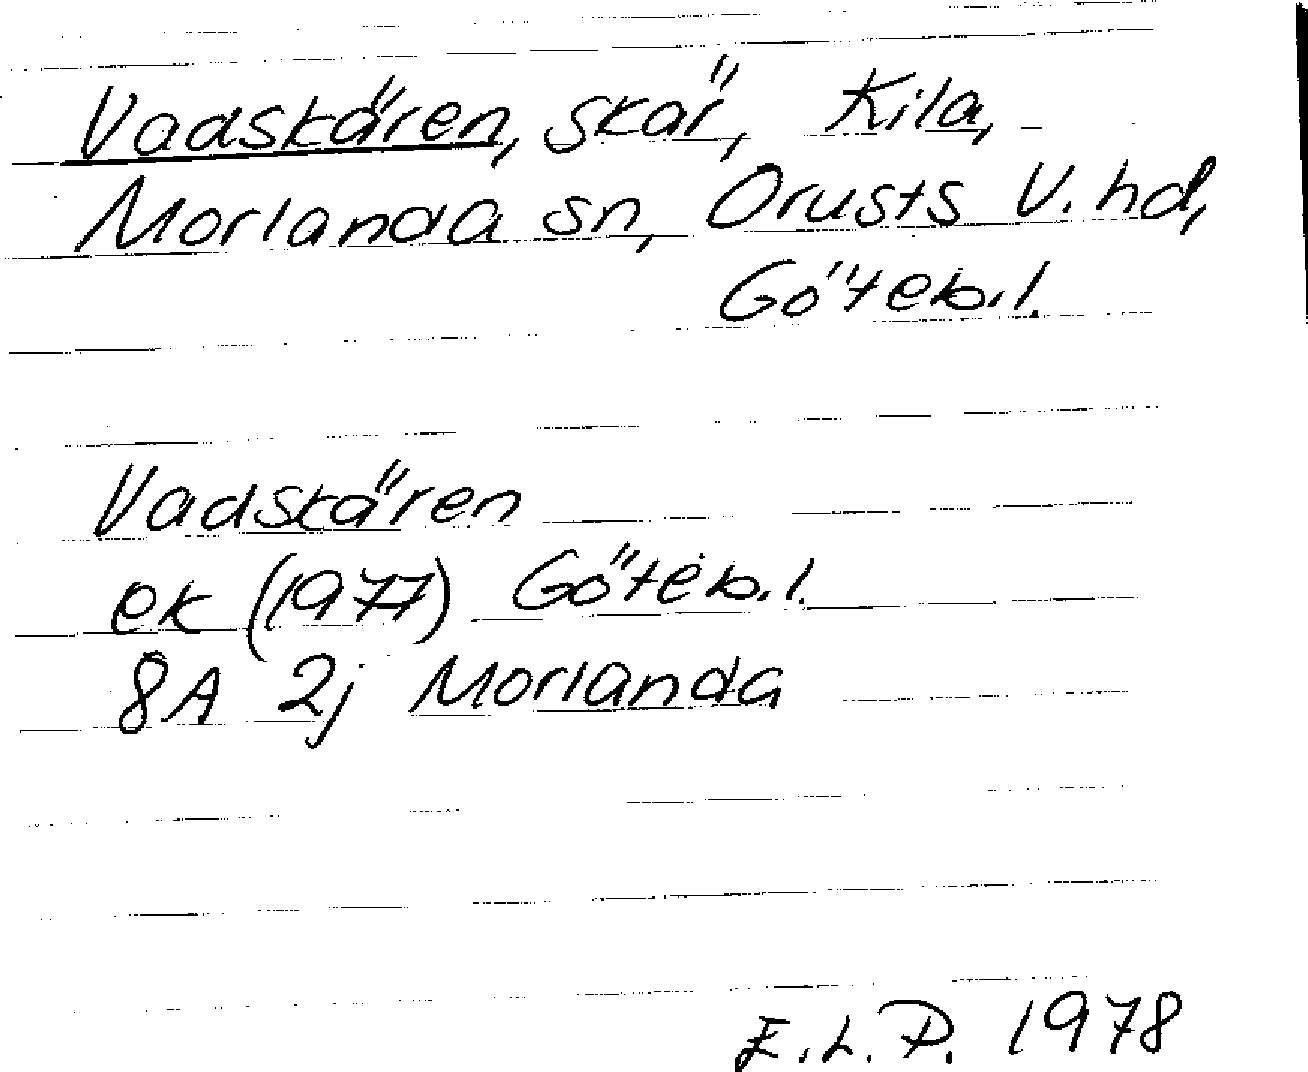 Vadskären, skär, Kila,
Morlanda sn, Orusts V. hd,
Göteb.l.
Vadskären
ek (1977) Göteb.l.
8A 2j Morlanda
E.L.P. 1978